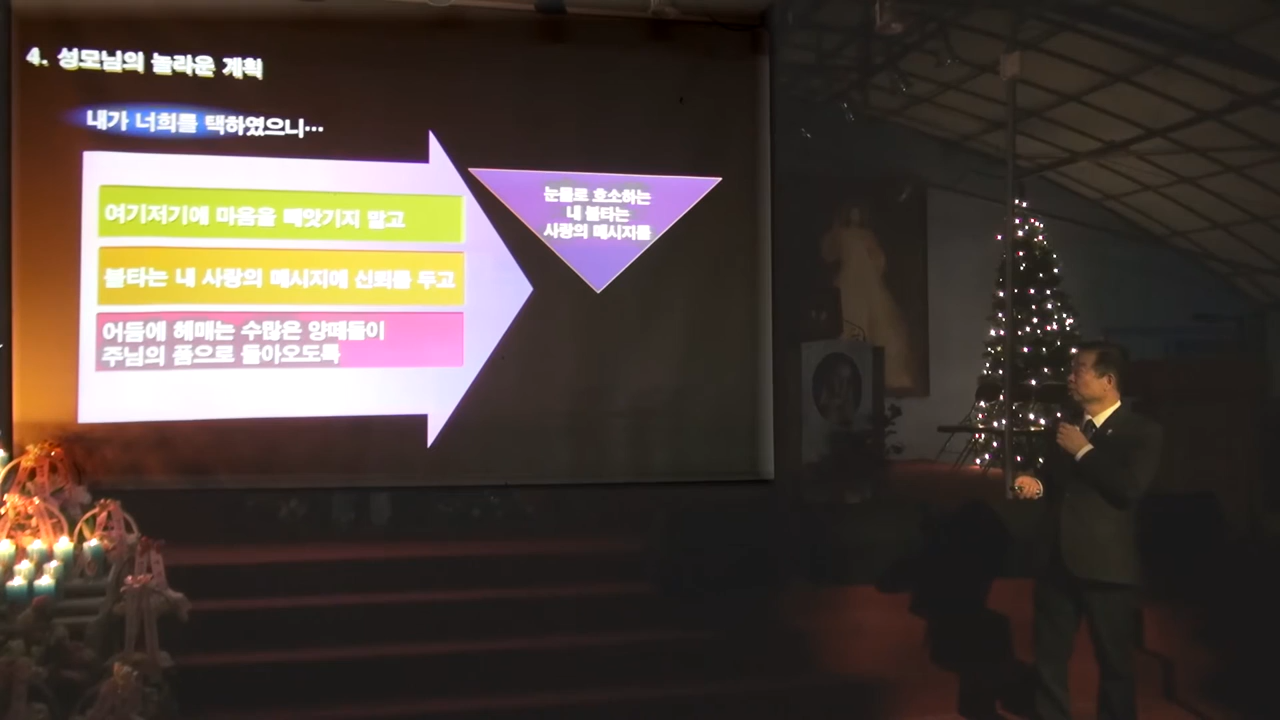 4. 성모님의 놀라운 계획
내가 너희를 택하였으니…
여기저기에 마음을 빼앗기지 말고
불타는 내 사랑의 메시지에 신뢰를 두고
어둠에 헤매는 수많은 양떼들이
주님의 품으로 돌아오도록
눈물로 호소하는
내 불타는
사랑의 메시지를